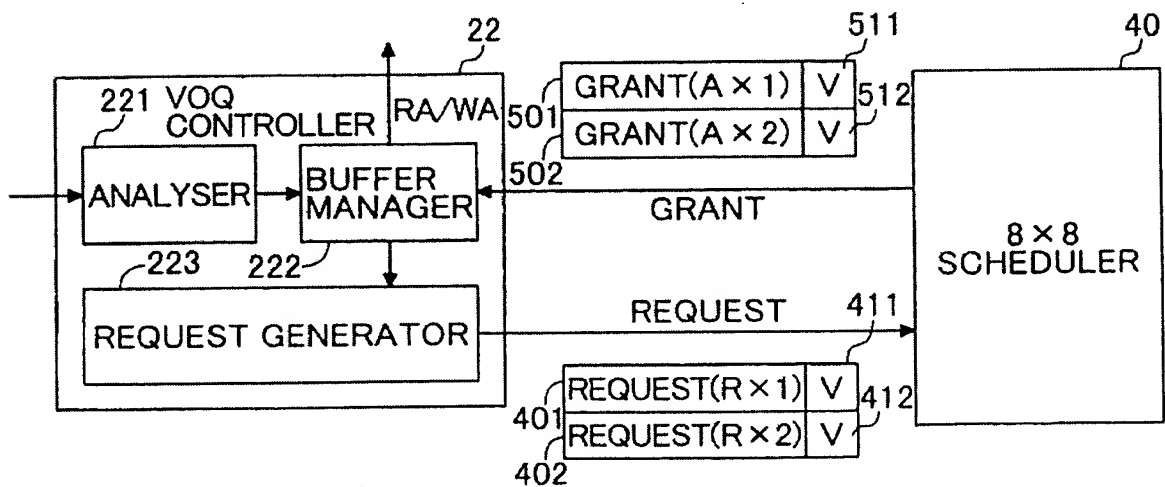 22
511
40
221
VOQ
CONTROLLER
RA/WA
501
GRANT(A×1) V
512
GRANT(A×2) V
502
ANALYSER
BUFFER
MANAGER
GRANT
8×8
SCHEDULER
223
222
REQUEST GENERATOR
REQUEST
411
REQUEST(R×1) V
401
412
REQUEST(R×2) V
402